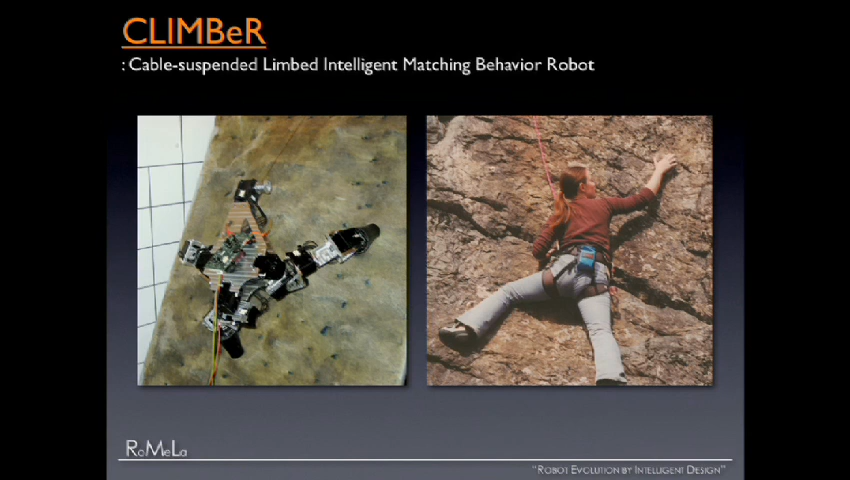 CLIMBeR
: Cable-suspended Limbed Intelligent Matching Behavior Robot
RoMeLa
"Robot Evolution by Intelligent Design"